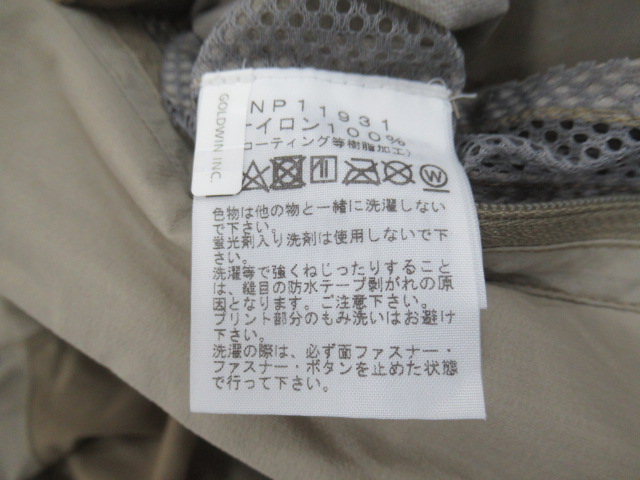 GOLDWIN INC.
NP11931
イロン100%
コーティング等樹脂加工)
色物は他の物と一緒に洗濯しない
で下さい。
蛍光剤入り洗剤は使用しないで下
さい。
洗濯等で強くねじったりすること
は、縫目の防水テープ剥がれの原
因となります。ご注意下さい。
プリント部分のもみ洗いはお避け
下さい。
洗濯の際は、必ず面ファスナー・
ファスナー・ボタンを止めた状態
で行って下さい。